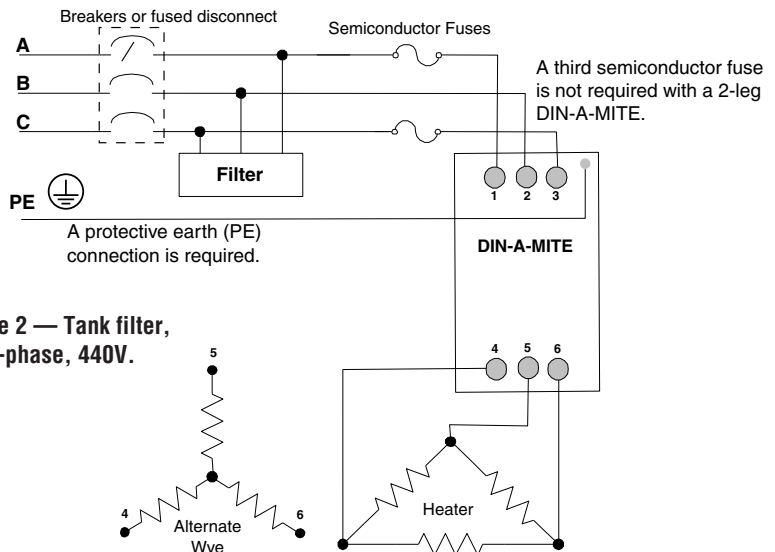 Breakers or fused disconnect
Semiconductor Fuses
A
B
C
A third semiconductor fuse
is not required with a 2-leg
DIN-A-MITE.
Filter
1 2 3
PE
A protective earth (PE)
connection is required.
DIN-A-MITE
e 2 — Tank filter,
-phase, 440V.
4 5 6
5
4
6
Alternate
Wye
Heater